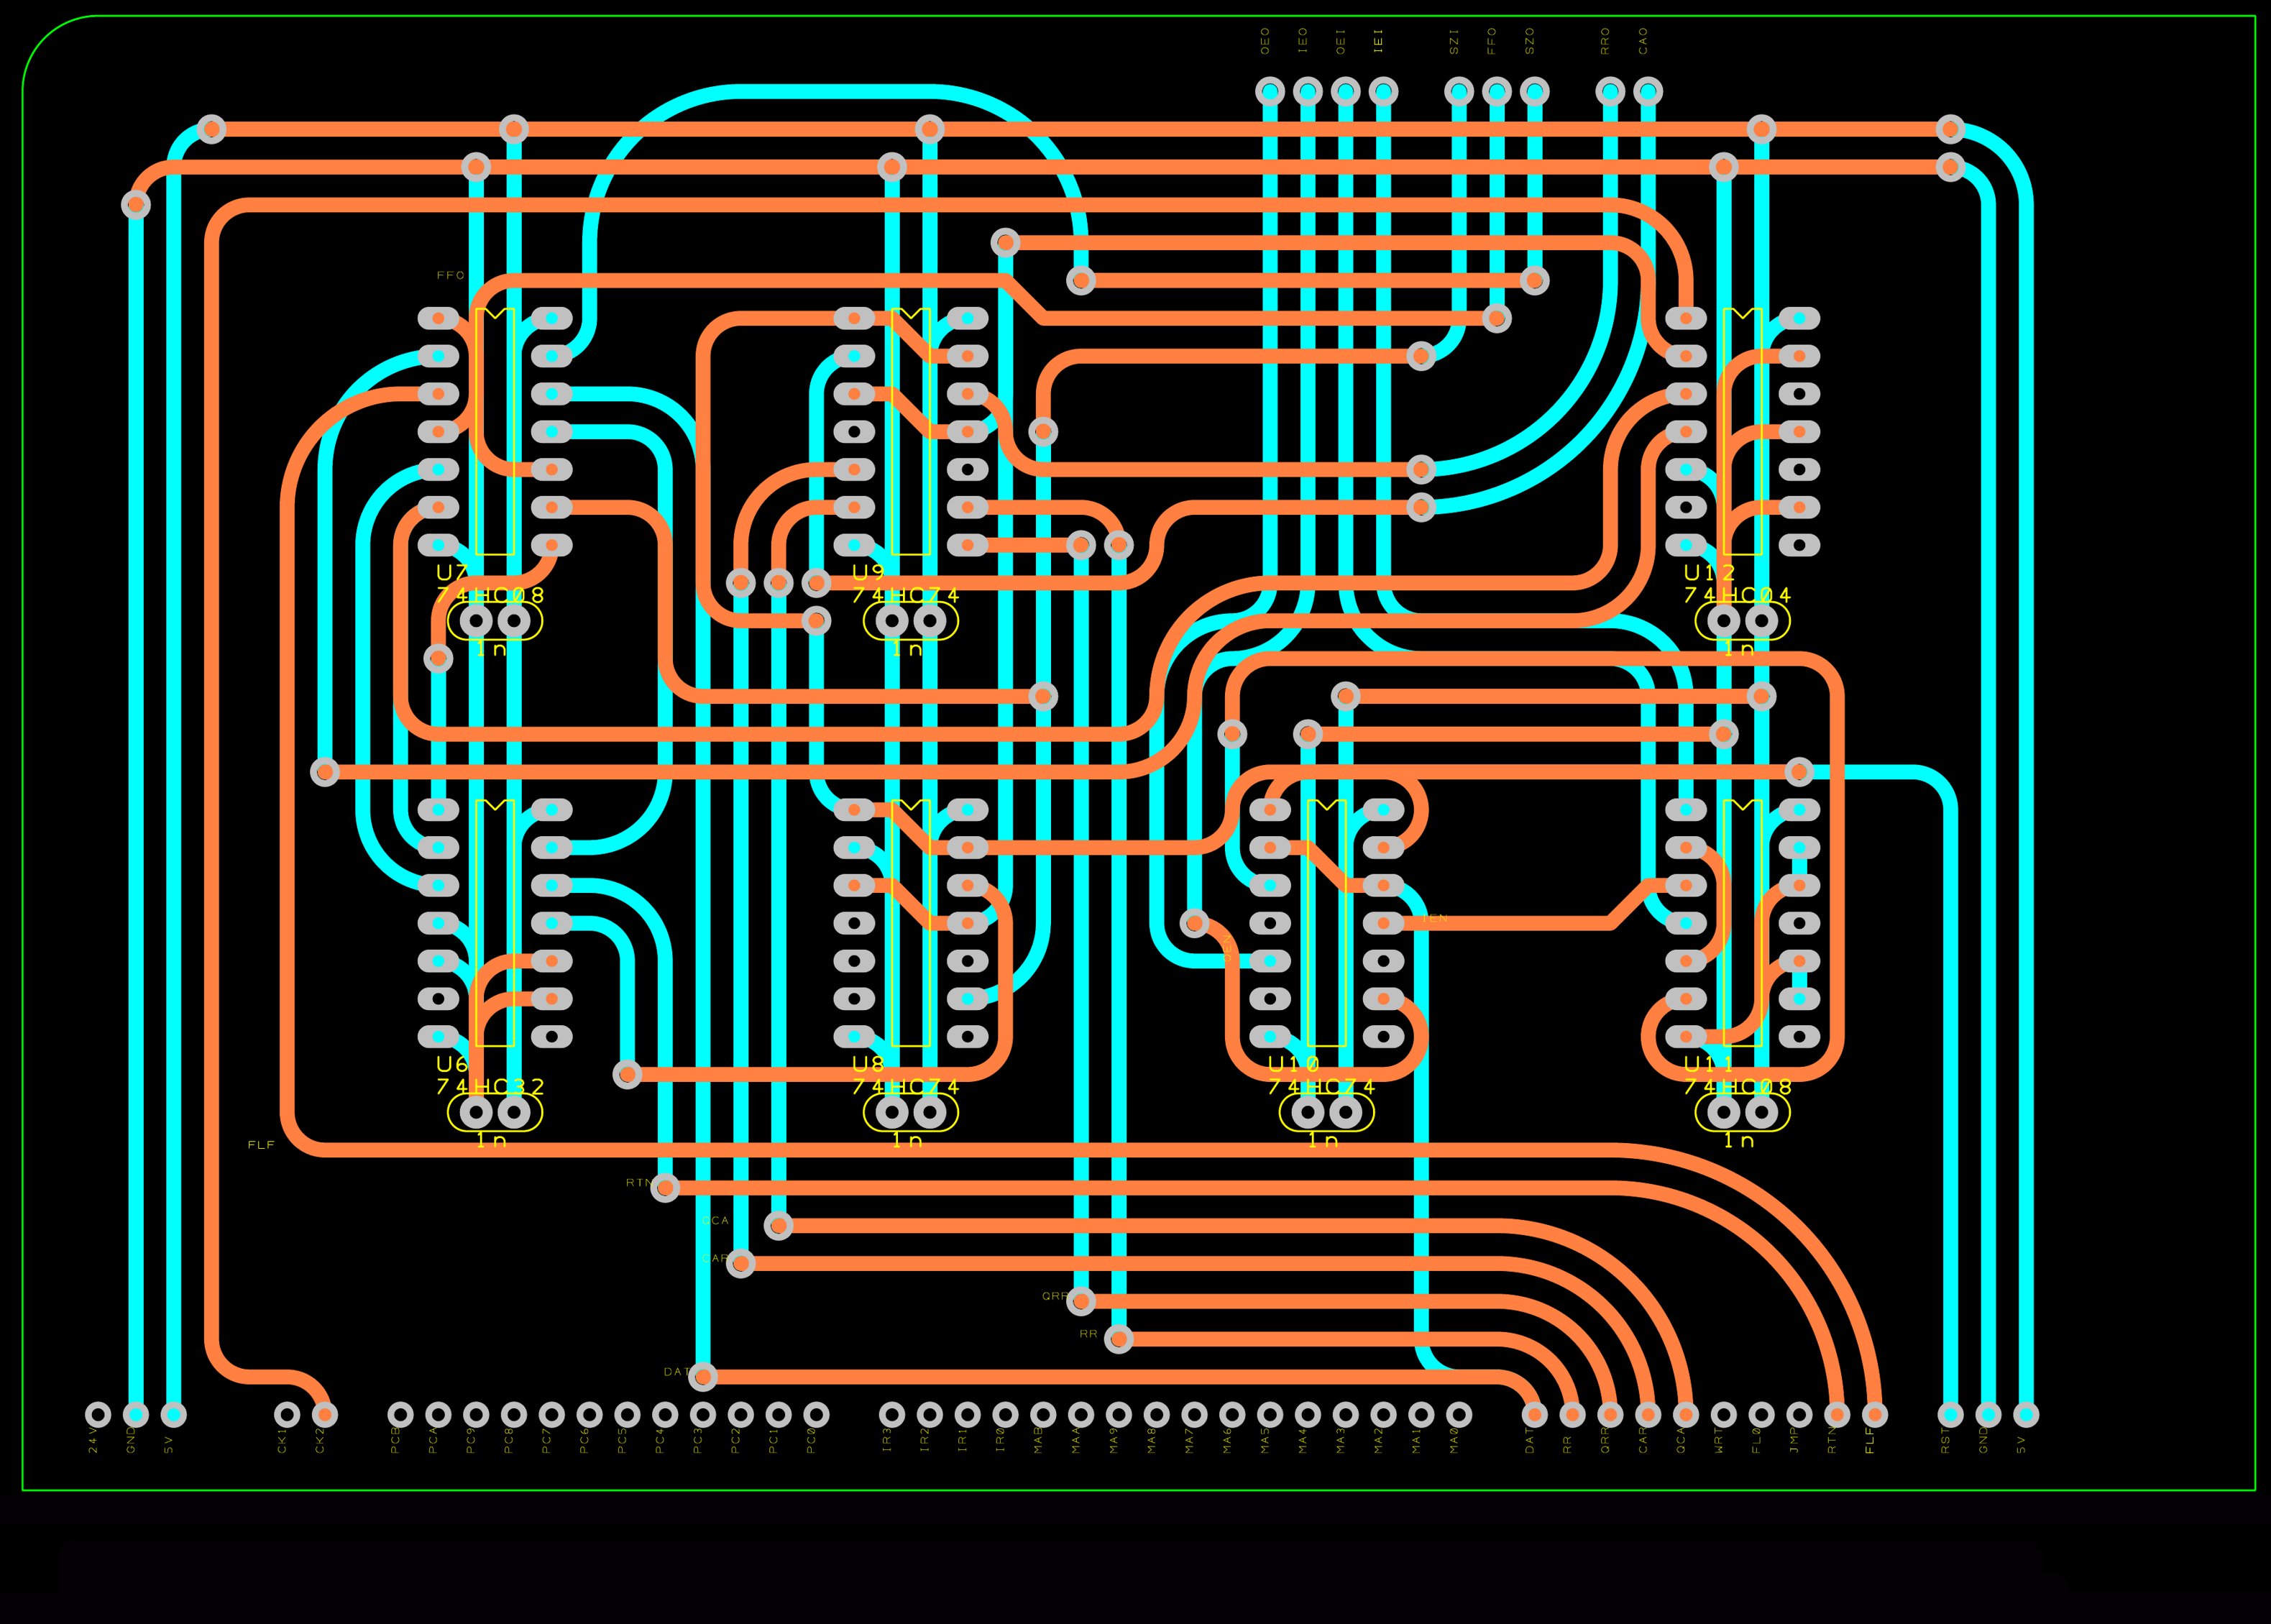 OEO IEO OEI IEI SZI FFO SZO RRO CAO
FFO
U7
74HC08
1n
U9
74HC74
1n
U12
74HC04
1n
IEN
OEN
U6
74HC32
1n
U8
74HC74
1n
U10
74HC74
1n
U11
74HC08
1n
FLF
RTN
QCA
CAR
QRR
RR
DAT
24V GND 5V CK1 CK2 PCB PCA PC9 PC8 PC7 PC6 PC5 PC4 PC3 PC2 PC1 PC0 IR3 IR2 IR1 IR0 MAB MAA MA9 MA8 MA7 MA6 MA5 MA4 MA3 MA2 MA1 MA0 DAT RR QRR CAR QCA WRT FL0 JMP RTN FLF RST GND 5V